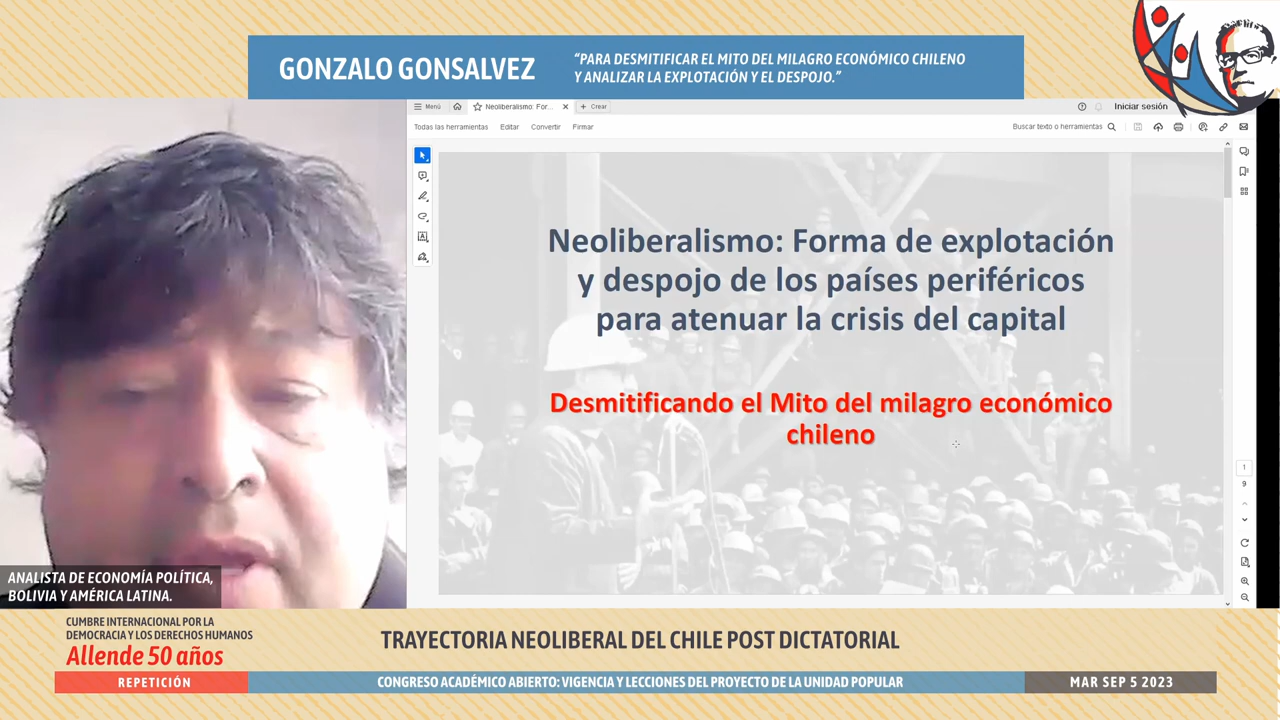 GONZALO GONSALVEZ
“PARA DESMITIFICAR EL MITO DEL MILAGRO ECONÓMICO CHILENO
Y ANALIZAR LA EXPLOTACIÓN Y EL DESPOJO.”
Menú
Neoliberalismo: For...
Crear
Iniciar sesión
Todas las herramientas
Editar
Convertir
Firmar
Buscar texto o herramientas
Neoliberalismo: Forma de explotación
y despojo de los países periféricos
para atenuar la crisis del capital
Desmitificando el Mito del milagro económico
chileno
1
9
ANALISTA DE ECONOMÍA POLÍTICA,
BOLIVIA Y AMÉRICA LATINA.
CUMBRE INTERNACIONAL POR LA
DEMOCRACIA Y LOS DERECHOS HUMANOS
Allende 50 años
TRAYECTORIA NEOLIBERAL DEL CHILE POST DICTATORIAL
REPETICIÓN
CONGRESO ACADÉMICO ABIERTO: VIGENCIA Y LECCIONES DEL PROYECTO DE LA UNIDAD POPULAR
MAR SEP 5 2023